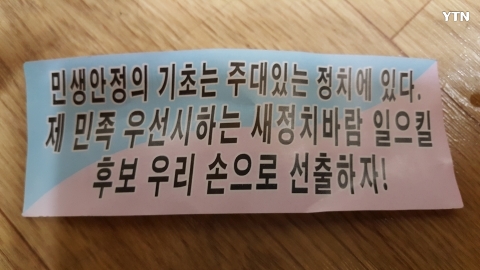 YTN
민생안정의 기초는 주대있는 정치에 있다.
제 민족 우선시하는 새정치바람 일으킬
후보 우리 손으로 선출하자!